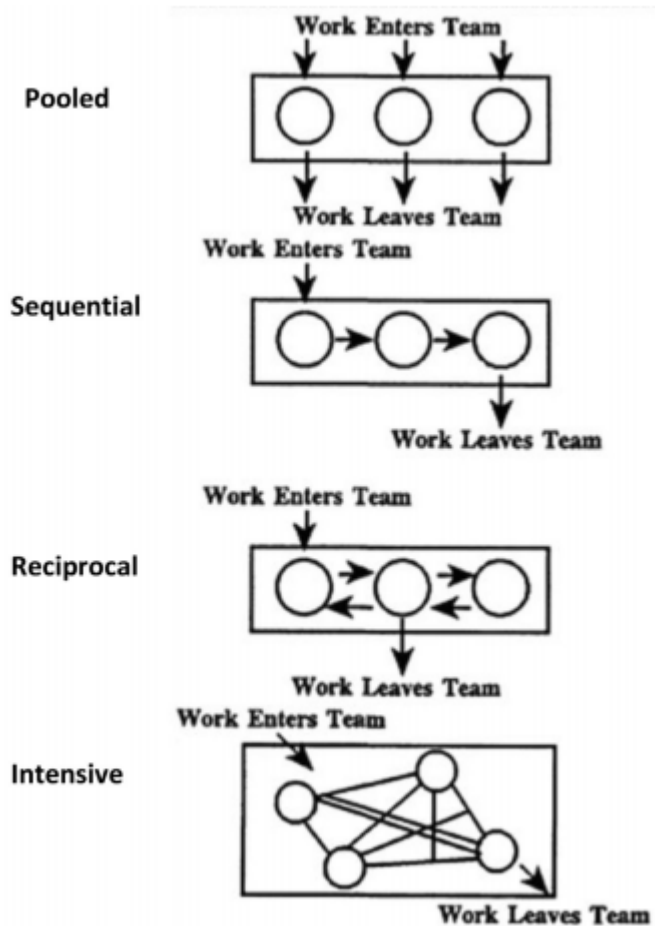 Work Enters Team
Pooled
Work Leaves Team
Work Enters Team
Sequential
Work Leaves Team
Work Enters Team
Reciprocal
Work Leaves Team
Work Enters Team
Intensive
Work Leaves Team